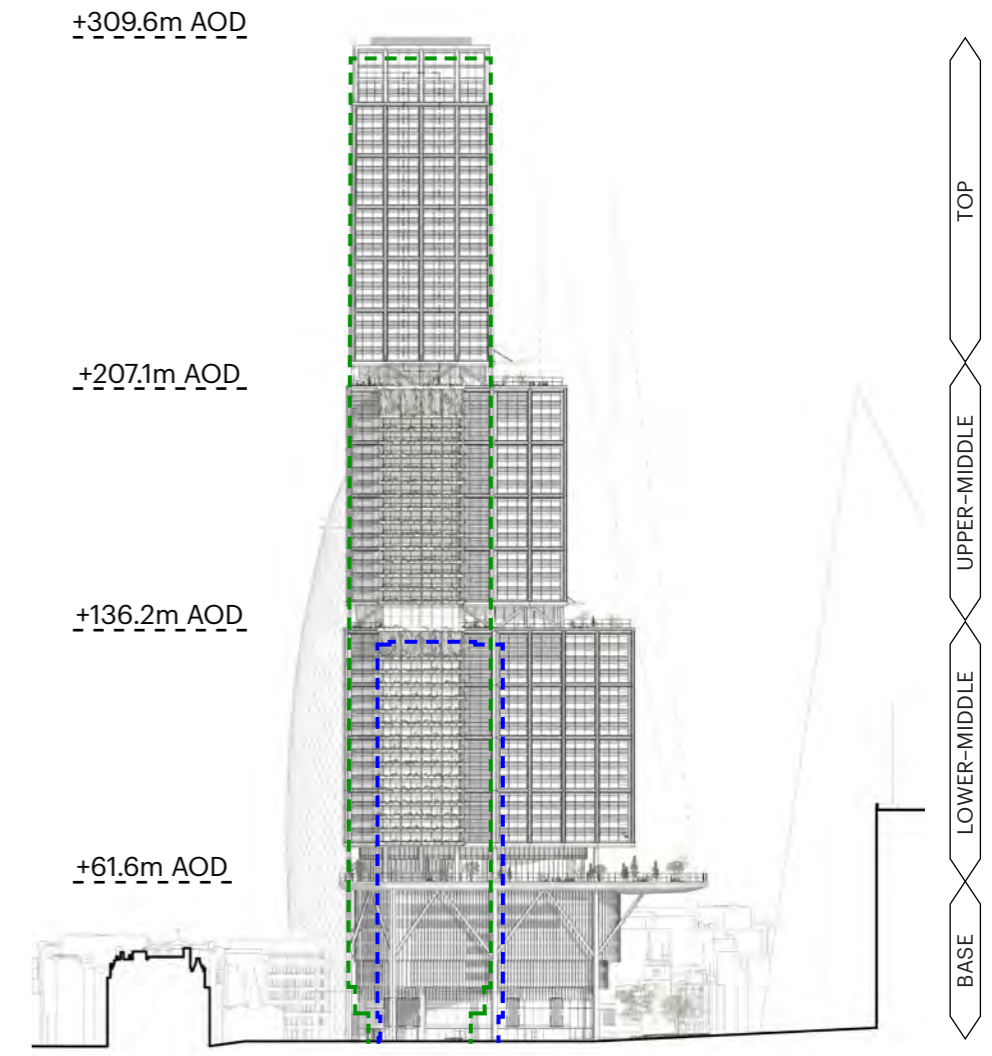 +309.6m AOD
TOP
+207.1m AOD
UPPER-MIDDLE
+136.2m AOD
LOWER-MIDDLE
+61.6m AOD
BASE